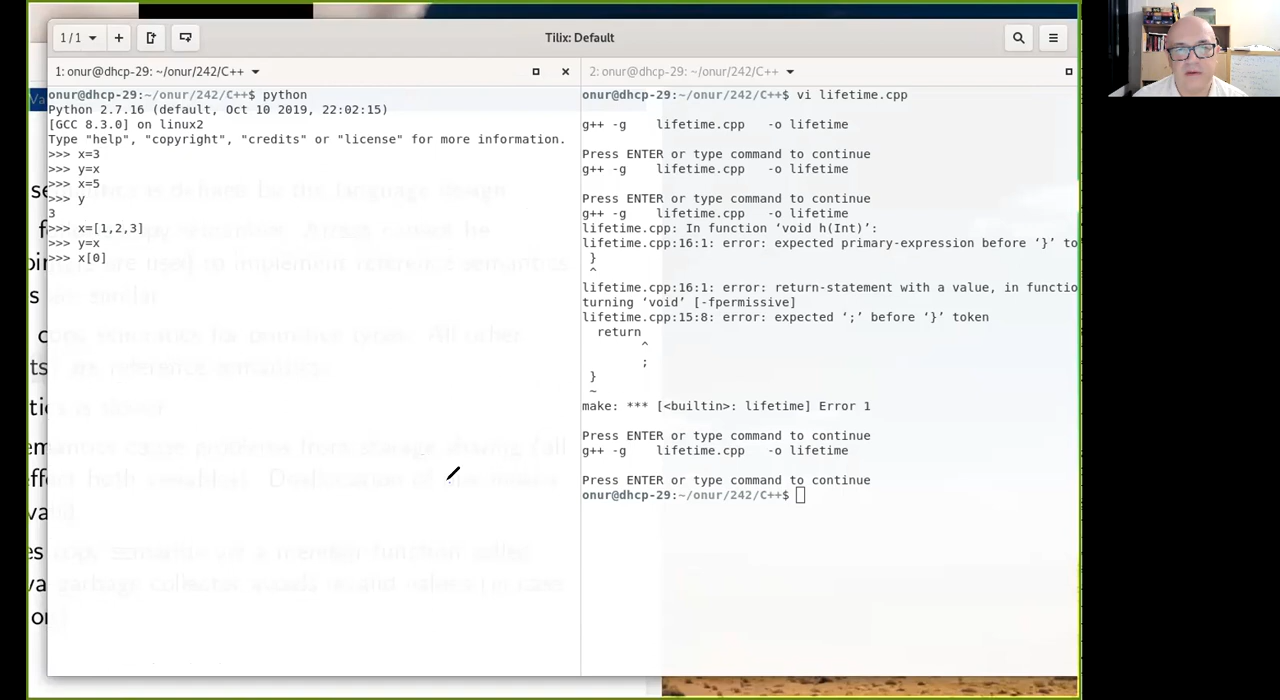 1 / 1
Tilix: Default
1: onur@dhcp-29: ~/onur/242/C++
2: onur@dhcp-29: ~/onur/242/C++
onur@dhcp-29:~/onur/242/C++$ python
Python 2.7.16 (default, Oct 10 2019, 22:02:15)
[GCC 8.3.0] on linux2
Type "help", "copyright", "credits" or "license" for more information.
>>> x=3
>>> y=x
>>> x=5
>>> y
3
>>> x=[1,2,3]
>>> y=x
>>> x[0]
onur@dhcp-29:~/onur/242/C++$ vi lifetime.cpp
g++ -g    lifetime.cpp   -o lifetime
Press ENTER or type command to continue
g++ -g    lifetime.cpp   -o lifetime
Press ENTER or type command to continue
g++ -g    lifetime.cpp   -o lifetime
lifetime.cpp: In function ‘void h(Int)’:
lifetime.cpp:16:1: error: expected primary-expression before ‘}’ to
}
^
lifetime.cpp:16:1: error: return-statement with a value, in functio
turning ‘void’ [-fpermissive]
lifetime.cpp:15:8: error: expected ‘;’ before ‘}’ token
return
^
;
}
~
make: *** [<builtin>: lifetime] Error 1
Press ENTER or type command to continue
g++ -g    lifetime.cpp   -o lifetime
Press ENTER or type command to continue
onur@dhcp-29:~/onur/242/C++$